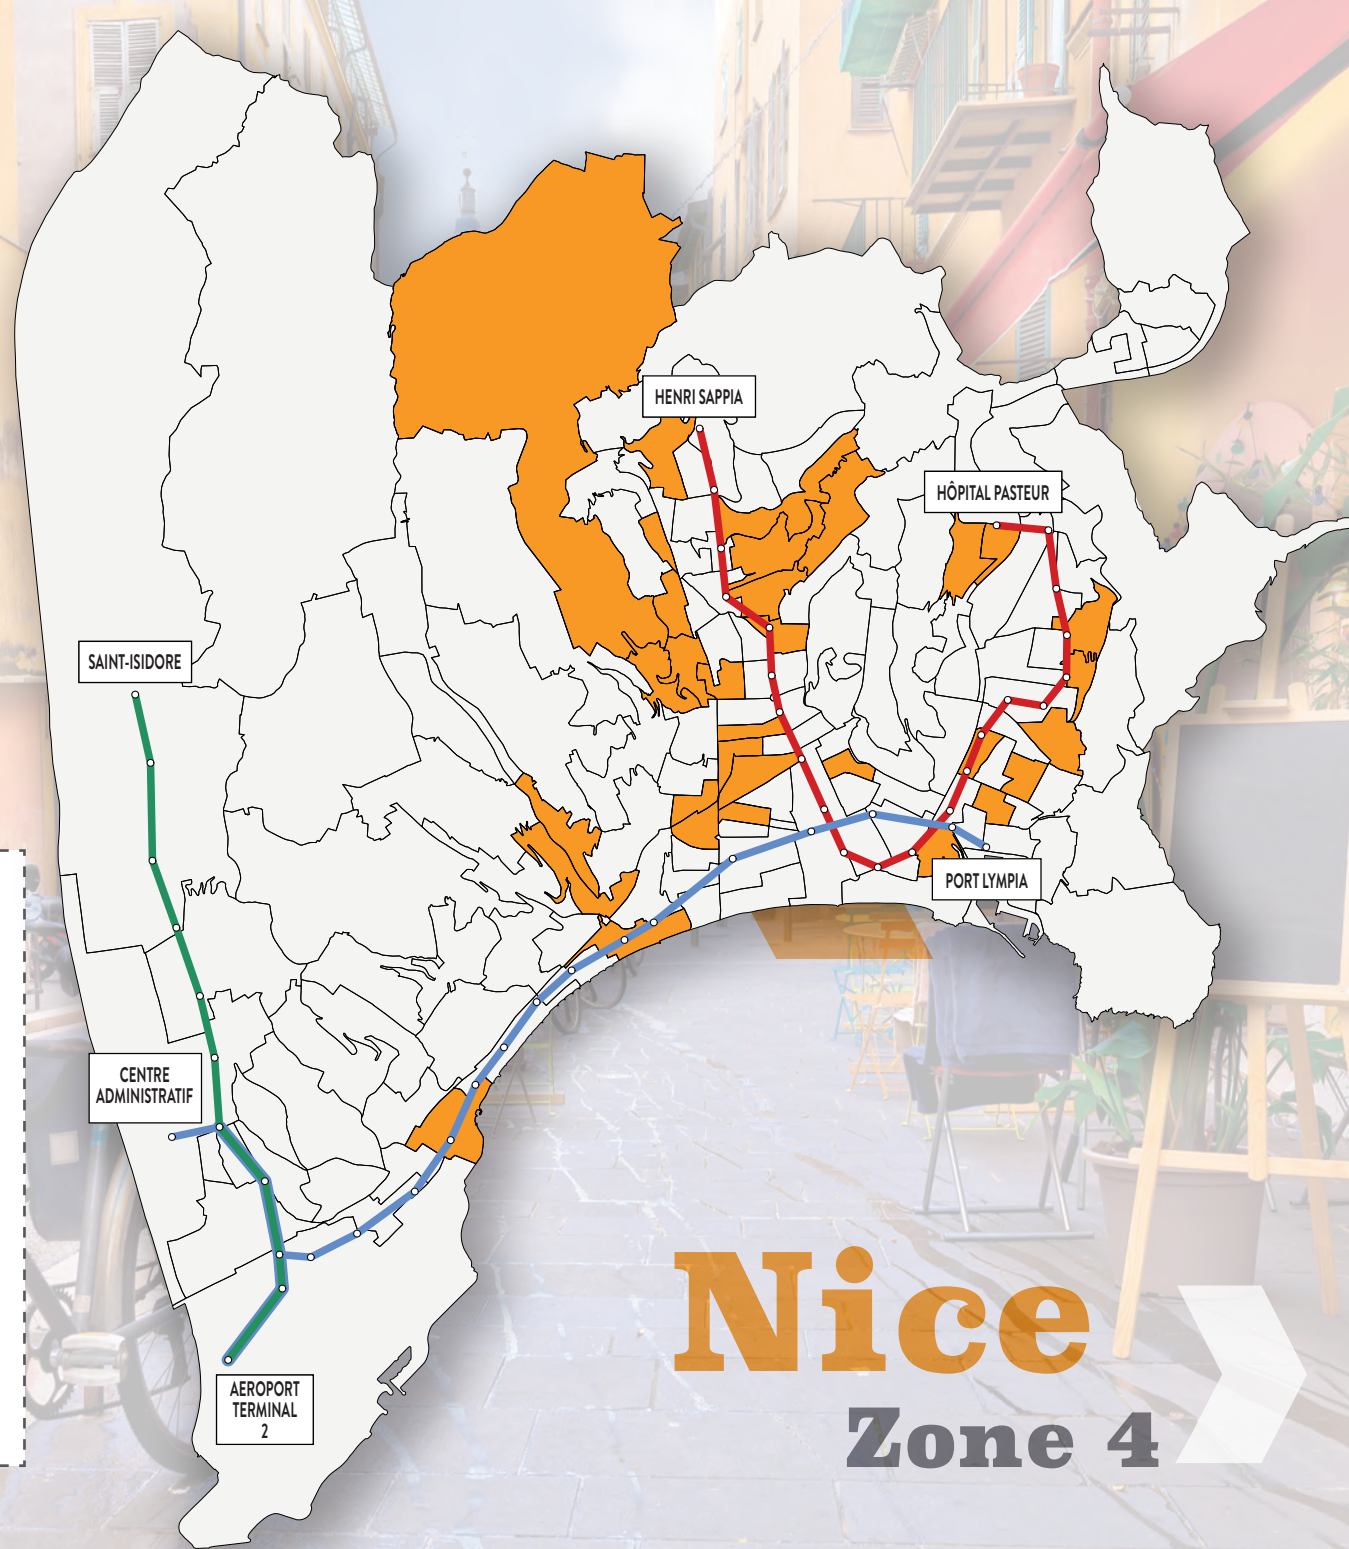 HENRI SAPPIA
HÔPITAL PASTEUR
SAINT-ISIDORE
PORT LYMPIA
CENTRE
ADMINISTRATIF
AEROPORT
TERMINAL
2
Nice
Zone 4